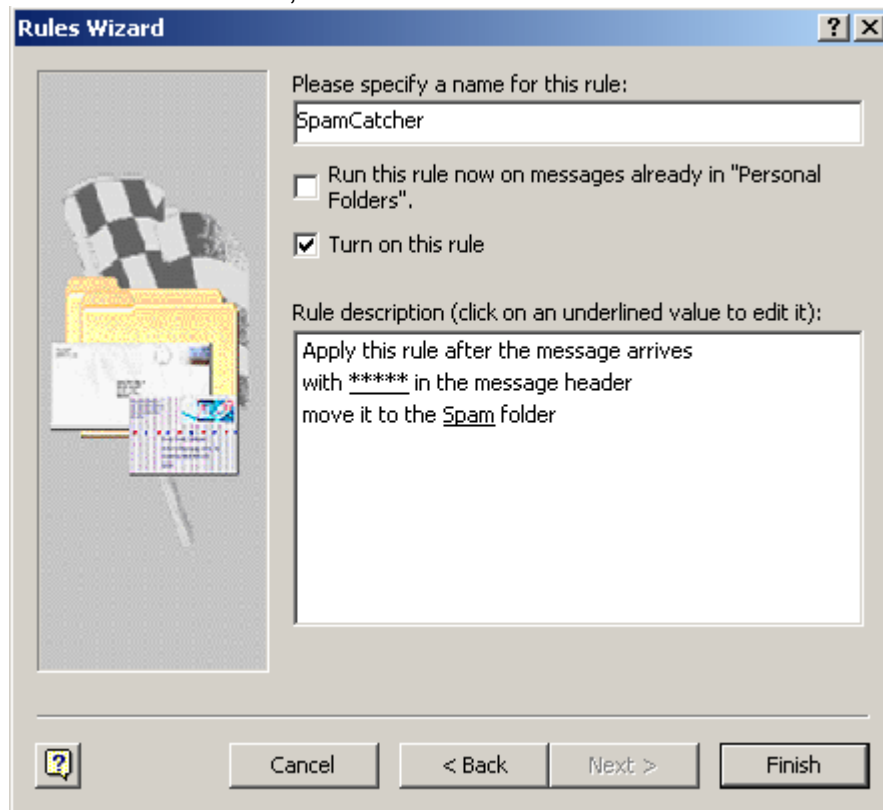 Rules Wizard
Please specify a name for this rule:
SpamCatcher
Run this rule now on messages already in "Personal
Folders".
Turn on this rule
Rule description (click on an underlined value to edit it):
Apply this rule after the message arrives
with ***** in the message header
move it to the Spam folder
Cancel
< Back
Next >
Finish